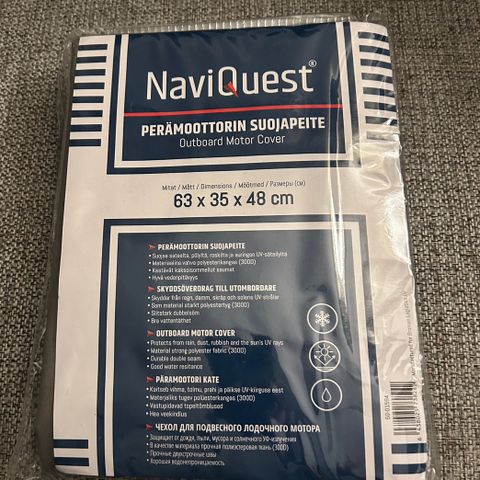 NaviQuest®
PERÄMOOTTORIN SUOJAPEITE
Outboard Motor Cover
Mitat / Mått / Dimensions / Mõõtmed / Размеры (см)
63 x 35 x 48 cm
PERÄMOOTTORIN SUOJAPEITE
• Suojaa sateelta, pölyltä, roskilta ja auringon UV-säteilyltä
• Materiaalina vahva polyesterikangas (300D)
• Kestävät kaksoisommellut saumat
• Hyvä vedenpitävyys
SKYDDSÖVERDRAG TILL UTOMBORDARE
• Skyddar från regn, damm, skräp och solens UV-strålar
• Som material starkt polyestertyg (300D)
• Slitstark dubbelsöm
• Bra vattentäthet
OUTBOARD MOTOR COVER
• Protects from rain, dust, rubbish and the sun's UV rays
• Material strong polyester fabric (300D)
• Durable double seam
• Good water resitance
PÄRAMOOTORI KATE
• Kaitseb vihma, tolmu, prahi ja päikse UV-kiirguse eest
• Materjaliks tugev polüesterkangas (300D)
• Vastupidavad topeltõmblused
• Hea veekindlus
ЧЕХОЛ ДЛЯ ПОДВЕСНОГО ЛОДОЧНОГО МОТОРА
• Защищает от дождя, пыли, мусора и солнечного УФ-излучения
• В качестве материала прочная полиэстеровая ткань (300D)
• Прочные двухстрочные швы
• Хорошая водонепроницаемость